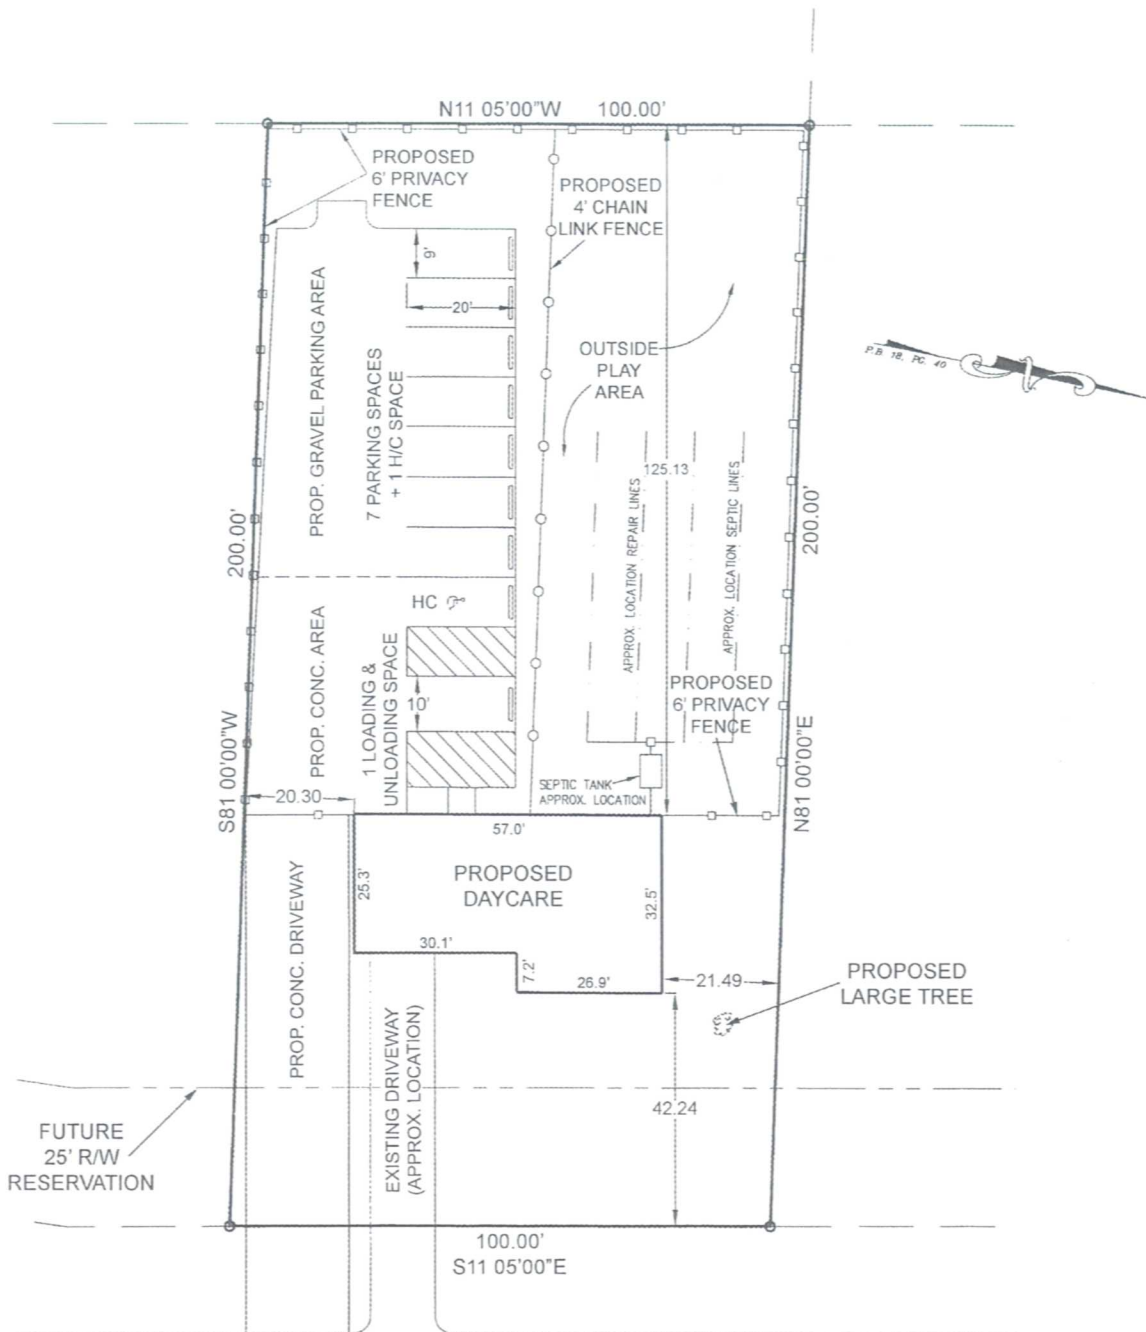 N11 05'00"W 100.00'
PROPOSED
6' PRIVACY
FENCE
PROPOSED
4' CHAIN
LINK FENCE
9'
20'
PROP. GRAVEL PARKING AREA
7 PARKING SPACES
+ 1 H/C SPACE
OUTSIDE
PLAY
AREA
P.B. 18, PG. 40
125.13
APPROX. LOCATION REPAIR LINES
APPROX. LOCATION SEPTIC LINES
200.00'
200.00'
HC
PROP. CONC. AREA
1 LOADING &
UNLOADING SPACE
10'
PROPOSED
6' PRIVACY
FENCE
S81 00'00"W
N81 00'00"E
20.30
SEPTIC TANK
APPROX. LOCATION
57.0'
PROPOSED
DAYCARE
25.3'
32.5'
30.1'
7.2'
26.9'
21.49
PROPOSED
LARGE TREE
PROP. CONC. DRIVEWAY
EXISTING DRIVEWAY
(APPROX. LOCATION)
42.24
FUTURE
25' R/W
RESERVATION
100.00'
S11 05'00"E